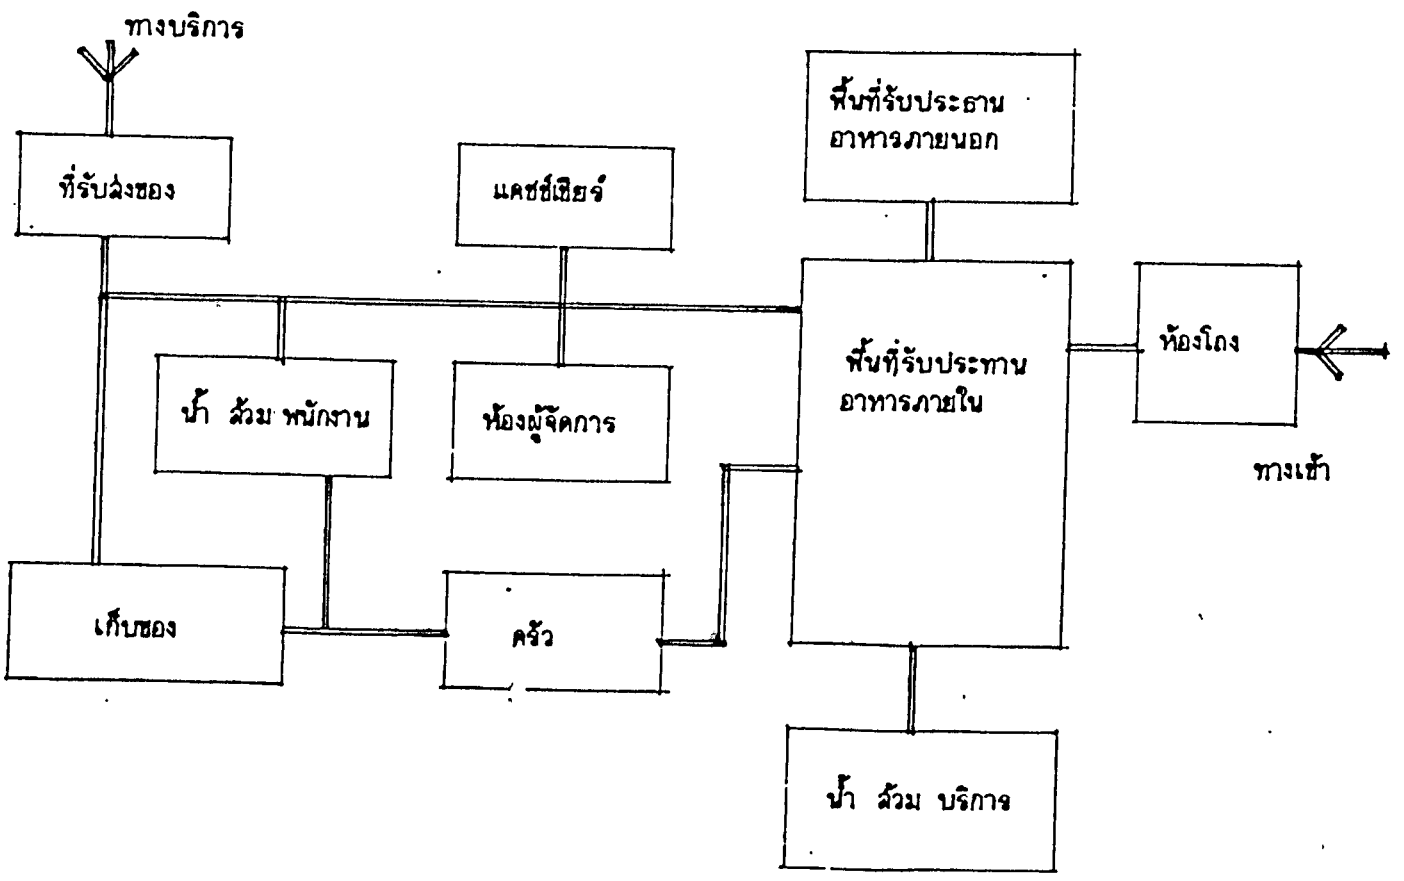 ทางบริการ
พื้นที่รับประธาน
อาหารภายนอก
ที่รับส่งของ
แคชช์เชียร์
ห้องโถง
พื้นที่รับประทาน
อาหารภายใน
น้ำ ส้วม พนักงาน
ห้องผู้จัดการ
ทางเข้า
เก็บของ
ครัว
น้ำ ส้วม บริการ